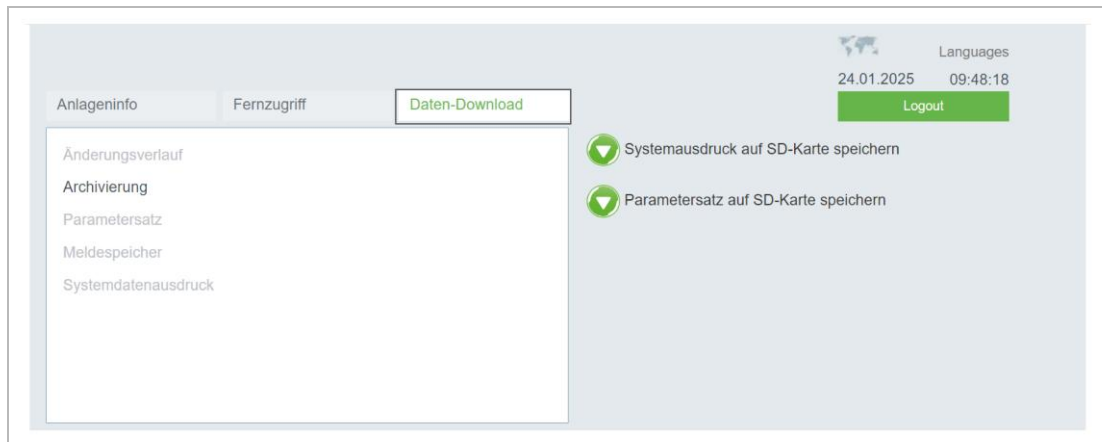 Languages
24.01.2025 09:48:18
Anlageninfo Fernzugriff Daten-Download Logout
Änderungsverlauf
Systemausdruck auf SD-Karte speichern
Archivierung
Parametersatz auf SD-Karte speichern
Parametersatz
Meldespeicher
Systemdatenausdruck